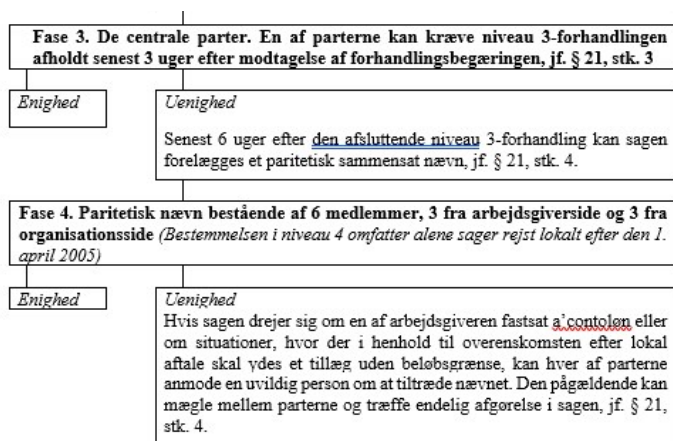 Fase 3. De centrale parter. En af parterne kan kræve niveau 3-forhandlingen
afholdt senest 3 uger efter modtagelse af forhandlingsbegæringen, jf. § 21, stk. 3
Enighed
Uenighed
Senest 6 uger efter den afsluttende niveau 3-forhandling kan sagen
forelægges et paritetisk sammensat nævn, jf. § 21, stk. 4.
Fase 4. Paritetisk nævn bestående af 6 medlemmer, 3 fra arbejdsgiverside og 3 fra
organisationsside (Bestemmelsen i niveau 4 omfatter alene sager rejst lokalt efter den 1.
april 2005)
Enighed
Uenighed
Hvis sagen drejer sig om en af arbejdsgiveren fastsat a'contoløn eller
om situationer, hvor der i henhold til overenskomsten efter lokal
aftale skal ydes et tillæg uden beløbsgrænse, kan hver af parterne
anmode en uvildig person om at tiltræde nævnet. Den pågældende kan
mægle mellem parterne og træffe endelig afgørelse i sagen, jf. § 21,
stk. 4.